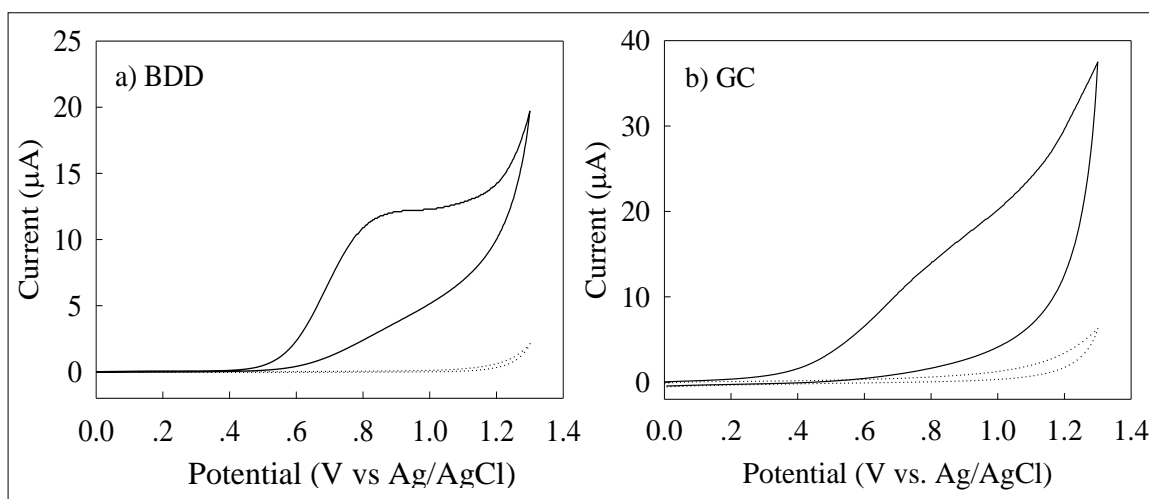 a) BDD
25
20
15
10
5
0
Current (µA)
0.0 .2 .4 .6 .8 1.0 1.2 1.4
Potential (V vs Ag/AgCl)
b) GC
40
30
20
10
0
Current (µA)
0.0 .2 .4 .6 .8 1.0 1.2 1.4
Potential (V vs. Ag/AgCl)